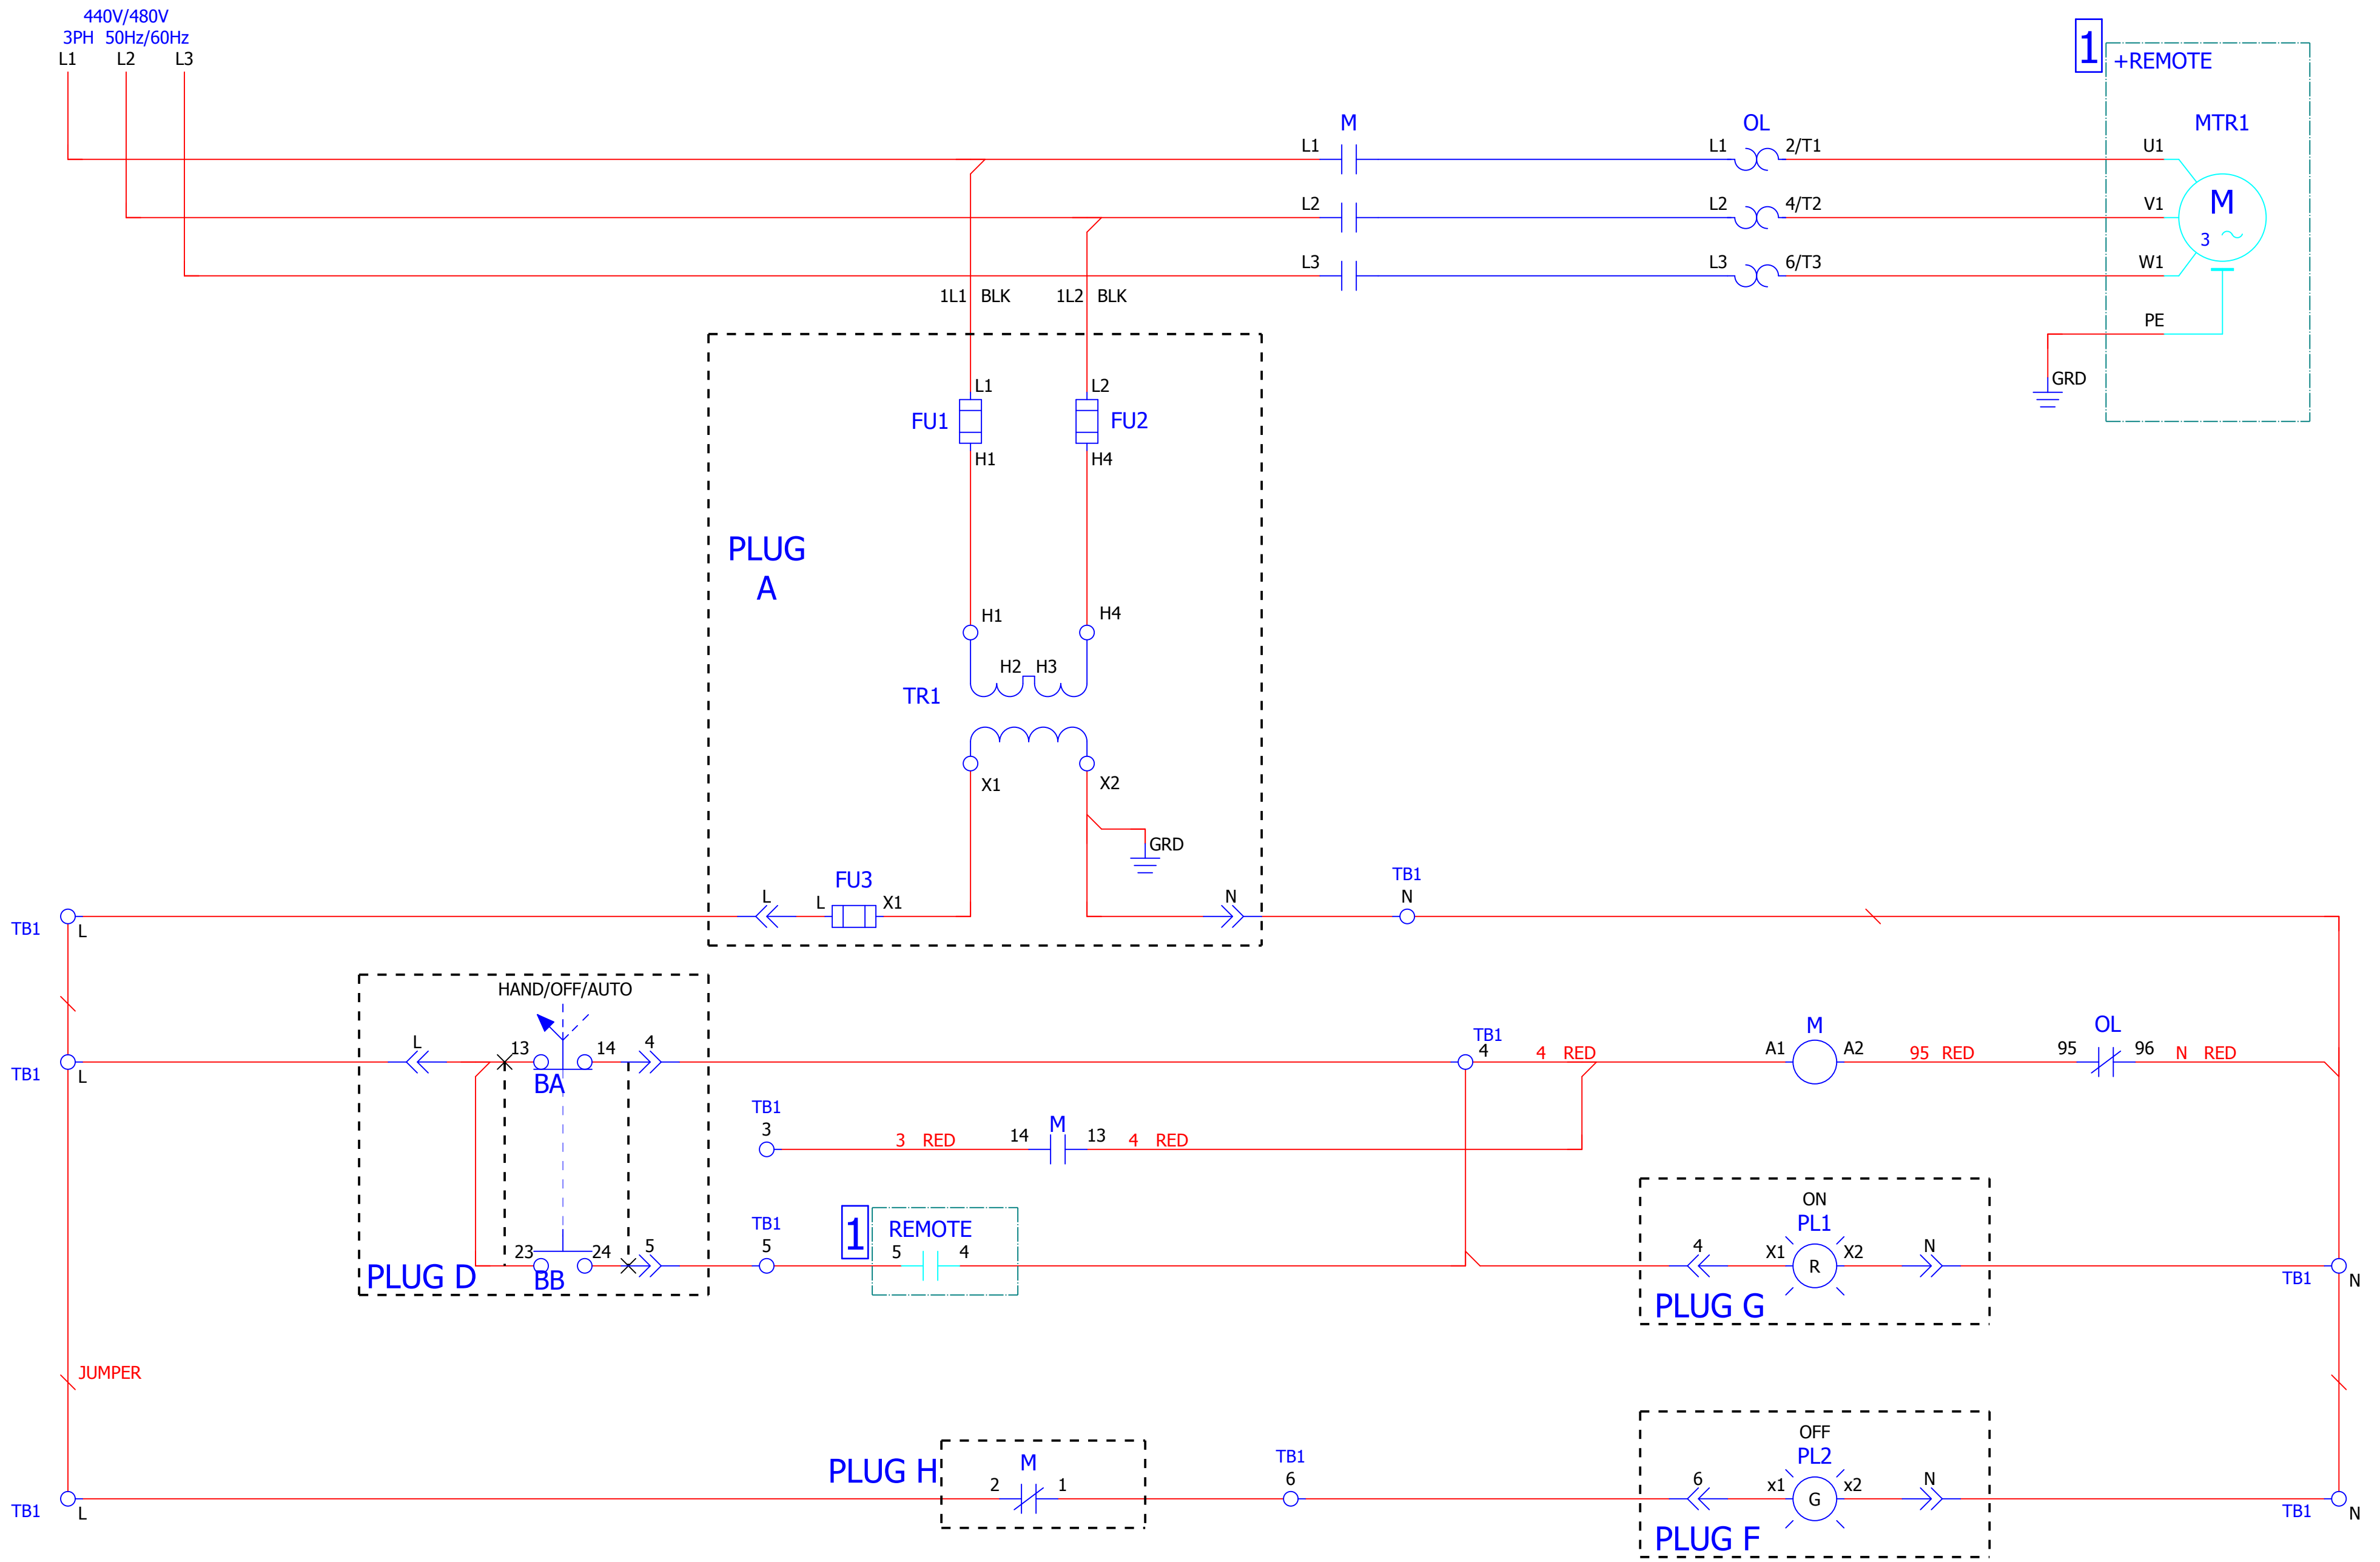 440V/480V
3PH 50Hz/60Hz
L1 L2 L3
1
+REMOTE
MTR1
M
OL
L1
L1
2/T1
U1
L2
L2
4/T2
V1
M
3
L3
L3
6/T3
W1
1L1 BLK
1L2 BLK
PE
GRD
L1
L2
FU1
FU2
H1
H4
PLUG
A
H1
H4
H2 H3
TR1
X1
X2
GRD
FU3
L
L
X1
N
TB1
N
TB1
L
HAND/OFF/AUTO
L
13
14
4
BA
TB1
L
TB1
4
4 RED
M
A1
A2
95 RED
OL
95
96
N RED
TB1
3
3 RED
14
M
13
4 RED
23
24
5
BB
PLUG D
TB1
5
1
REMOTE
5
4
ON
PL1
4
X1
X2
R
N
PLUG G
TB1
N
JUMPER
PLUG H
M
2
1
TB1
6
OFF
PL2
6
x1
x2
G
N
PLUG F
TB1
L
TB1
N